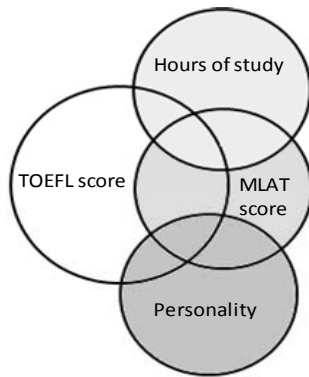 Hours of study
TOEFL score
MLAT
score
Personality